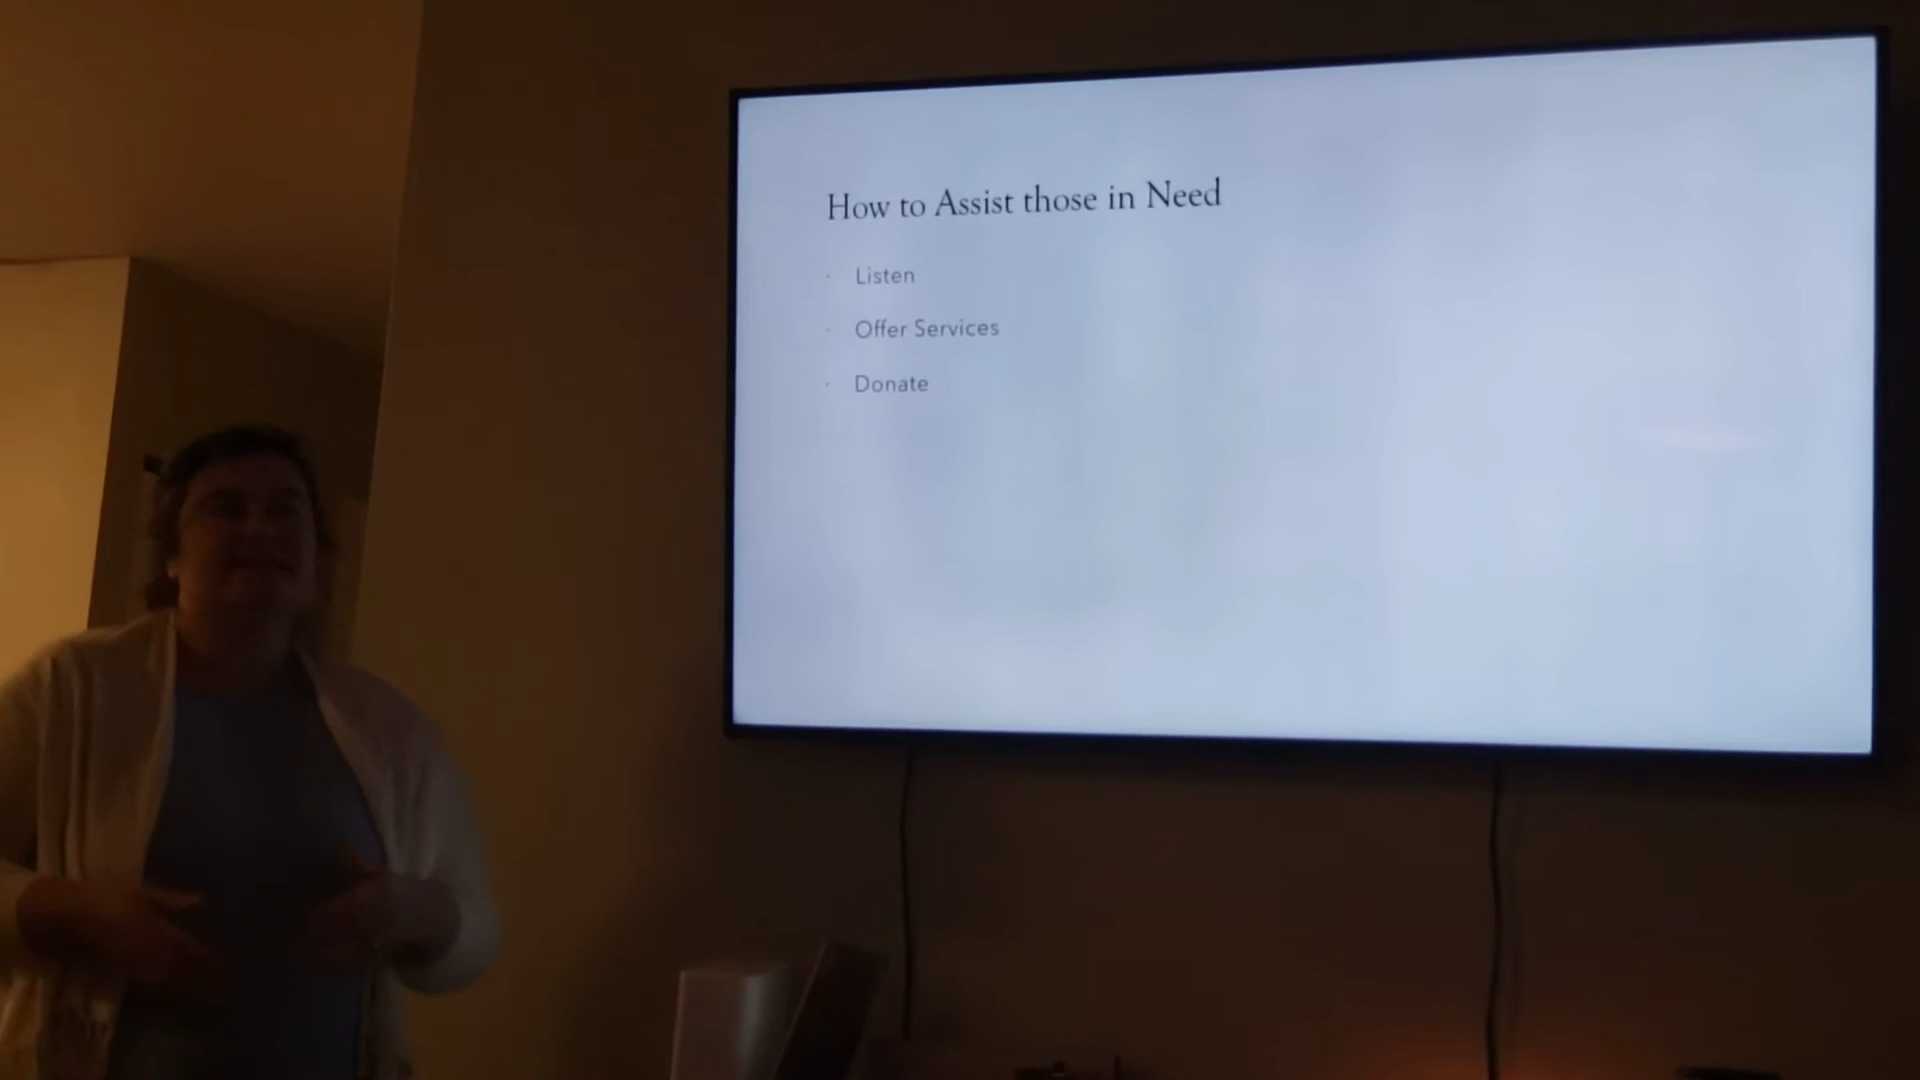 How to Assist those in Need
Listen
Offer Services
Donate